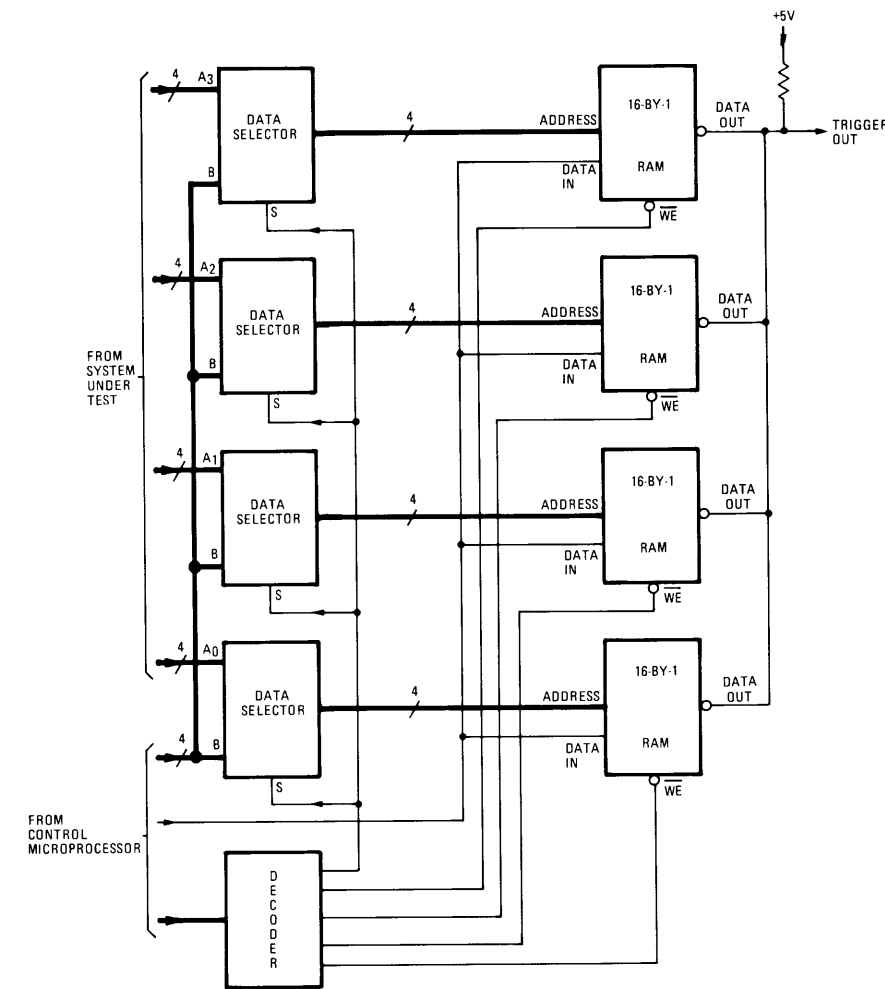 +5V
4
A3
DATA
SELECTOR
B
S
4
ADDRESS
DATA
IN
16-BY-1
RAM
WE
DATA
OUT
TRIGGER
OUT
4
A2
DATA
SELECTOR
B
S
4
ADDRESS
DATA
IN
16-BY-1
RAM
WE
DATA
OUT
FROM
SYSTEM
UNDER
TEST
4
A1
DATA
SELECTOR
B
S
4
ADDRESS
DATA
IN
16-BY-1
RAM
WE
DATA
OUT
4
A0
DATA
SELECTOR
4
B
S
4
ADDRESS
DATA
IN
16-BY-1
RAM
WE
DATA
OUT
FROM
CONTROL
MICROPROCESSOR
DECODER